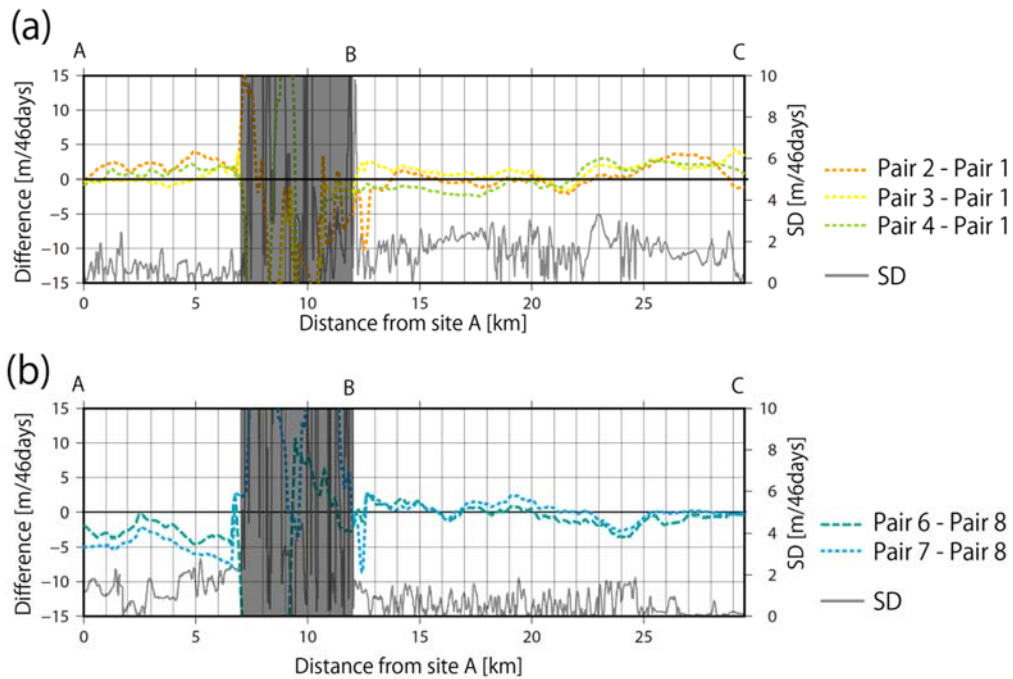 (a)
A B C
15 10
10 8
5 6
0 4
−5 2
−10
−15 0
0 5 10 15 20 25
Difference [m/46days]
SD [m/46days]
Distance from site A [km]
Pair 2 - Pair 1
Pair 3 - Pair 1
Pair 4 - Pair 1
SD
(b)
A B C
15 10
10 8
5 6
0 4
−5 2
−10
−15 0
0 5 10 15 20 25
Difference [m/46days]
SD [m/46days]
Distance from site A [km]
Pair 6 - Pair 8
Pair 7 - Pair 8
SD